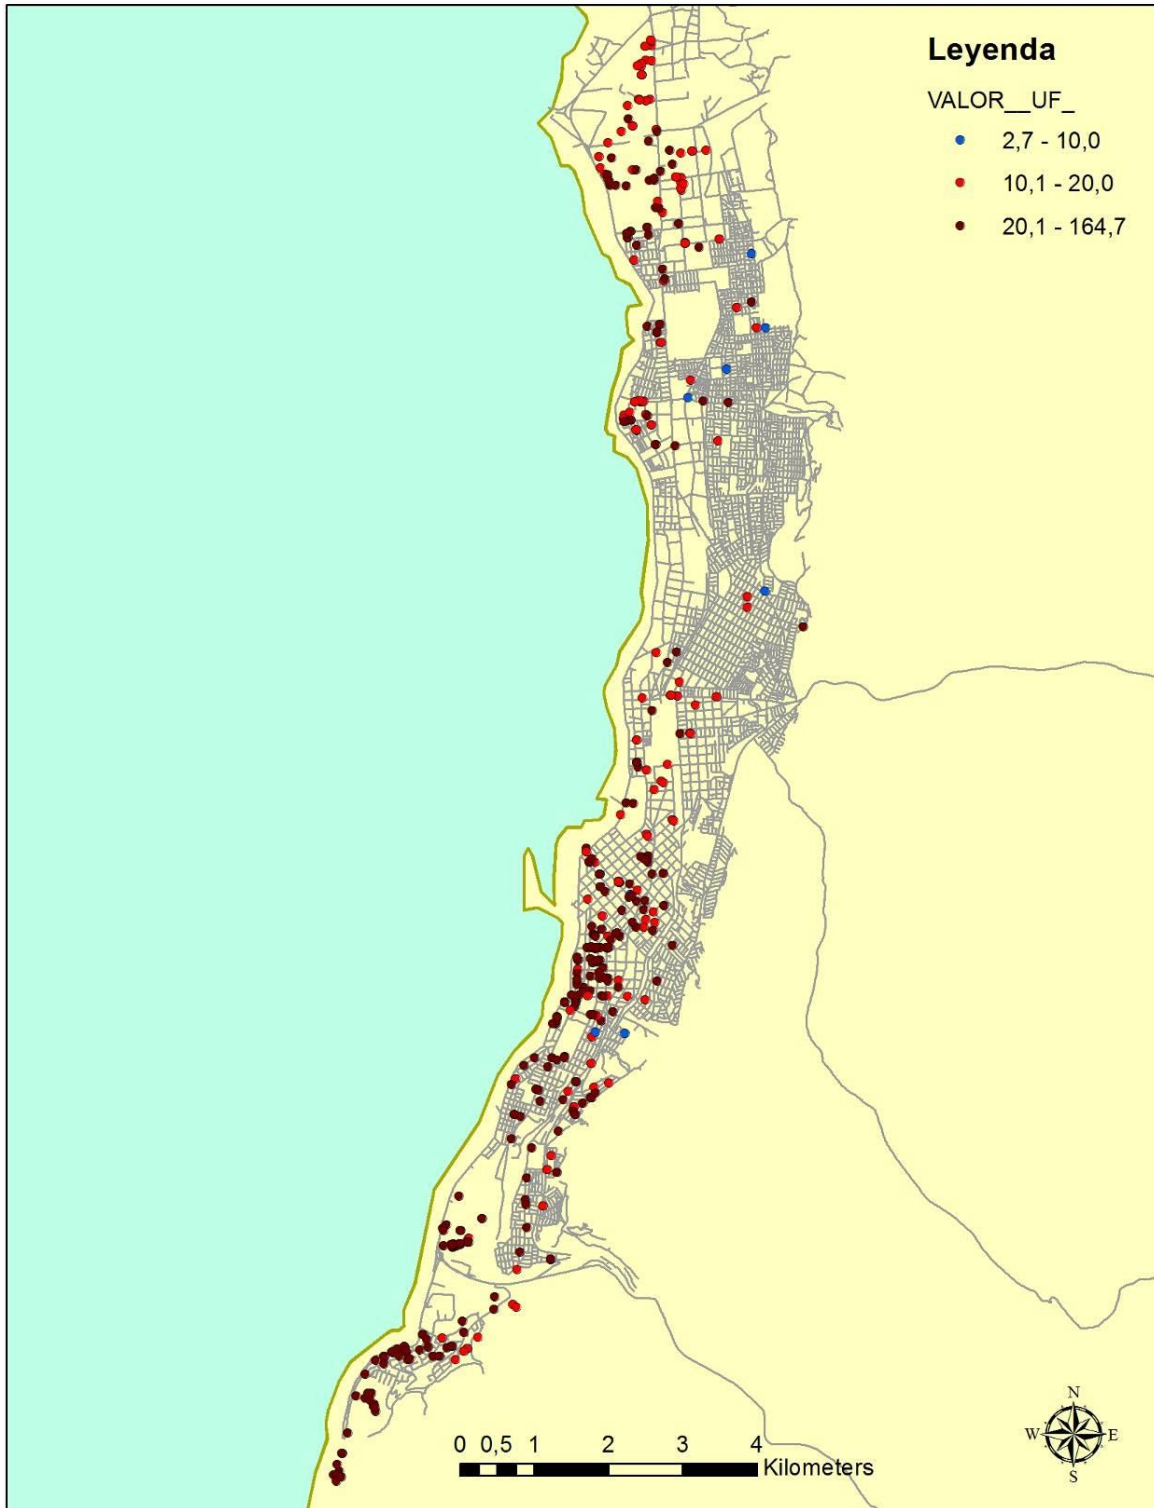 Leyenda
VALOR__UF_
2,7 - 10,0
10,1 - 20,0
20,1 - 164,7
N
W E
S
0 0,5 1 2 3 4
Kilometers